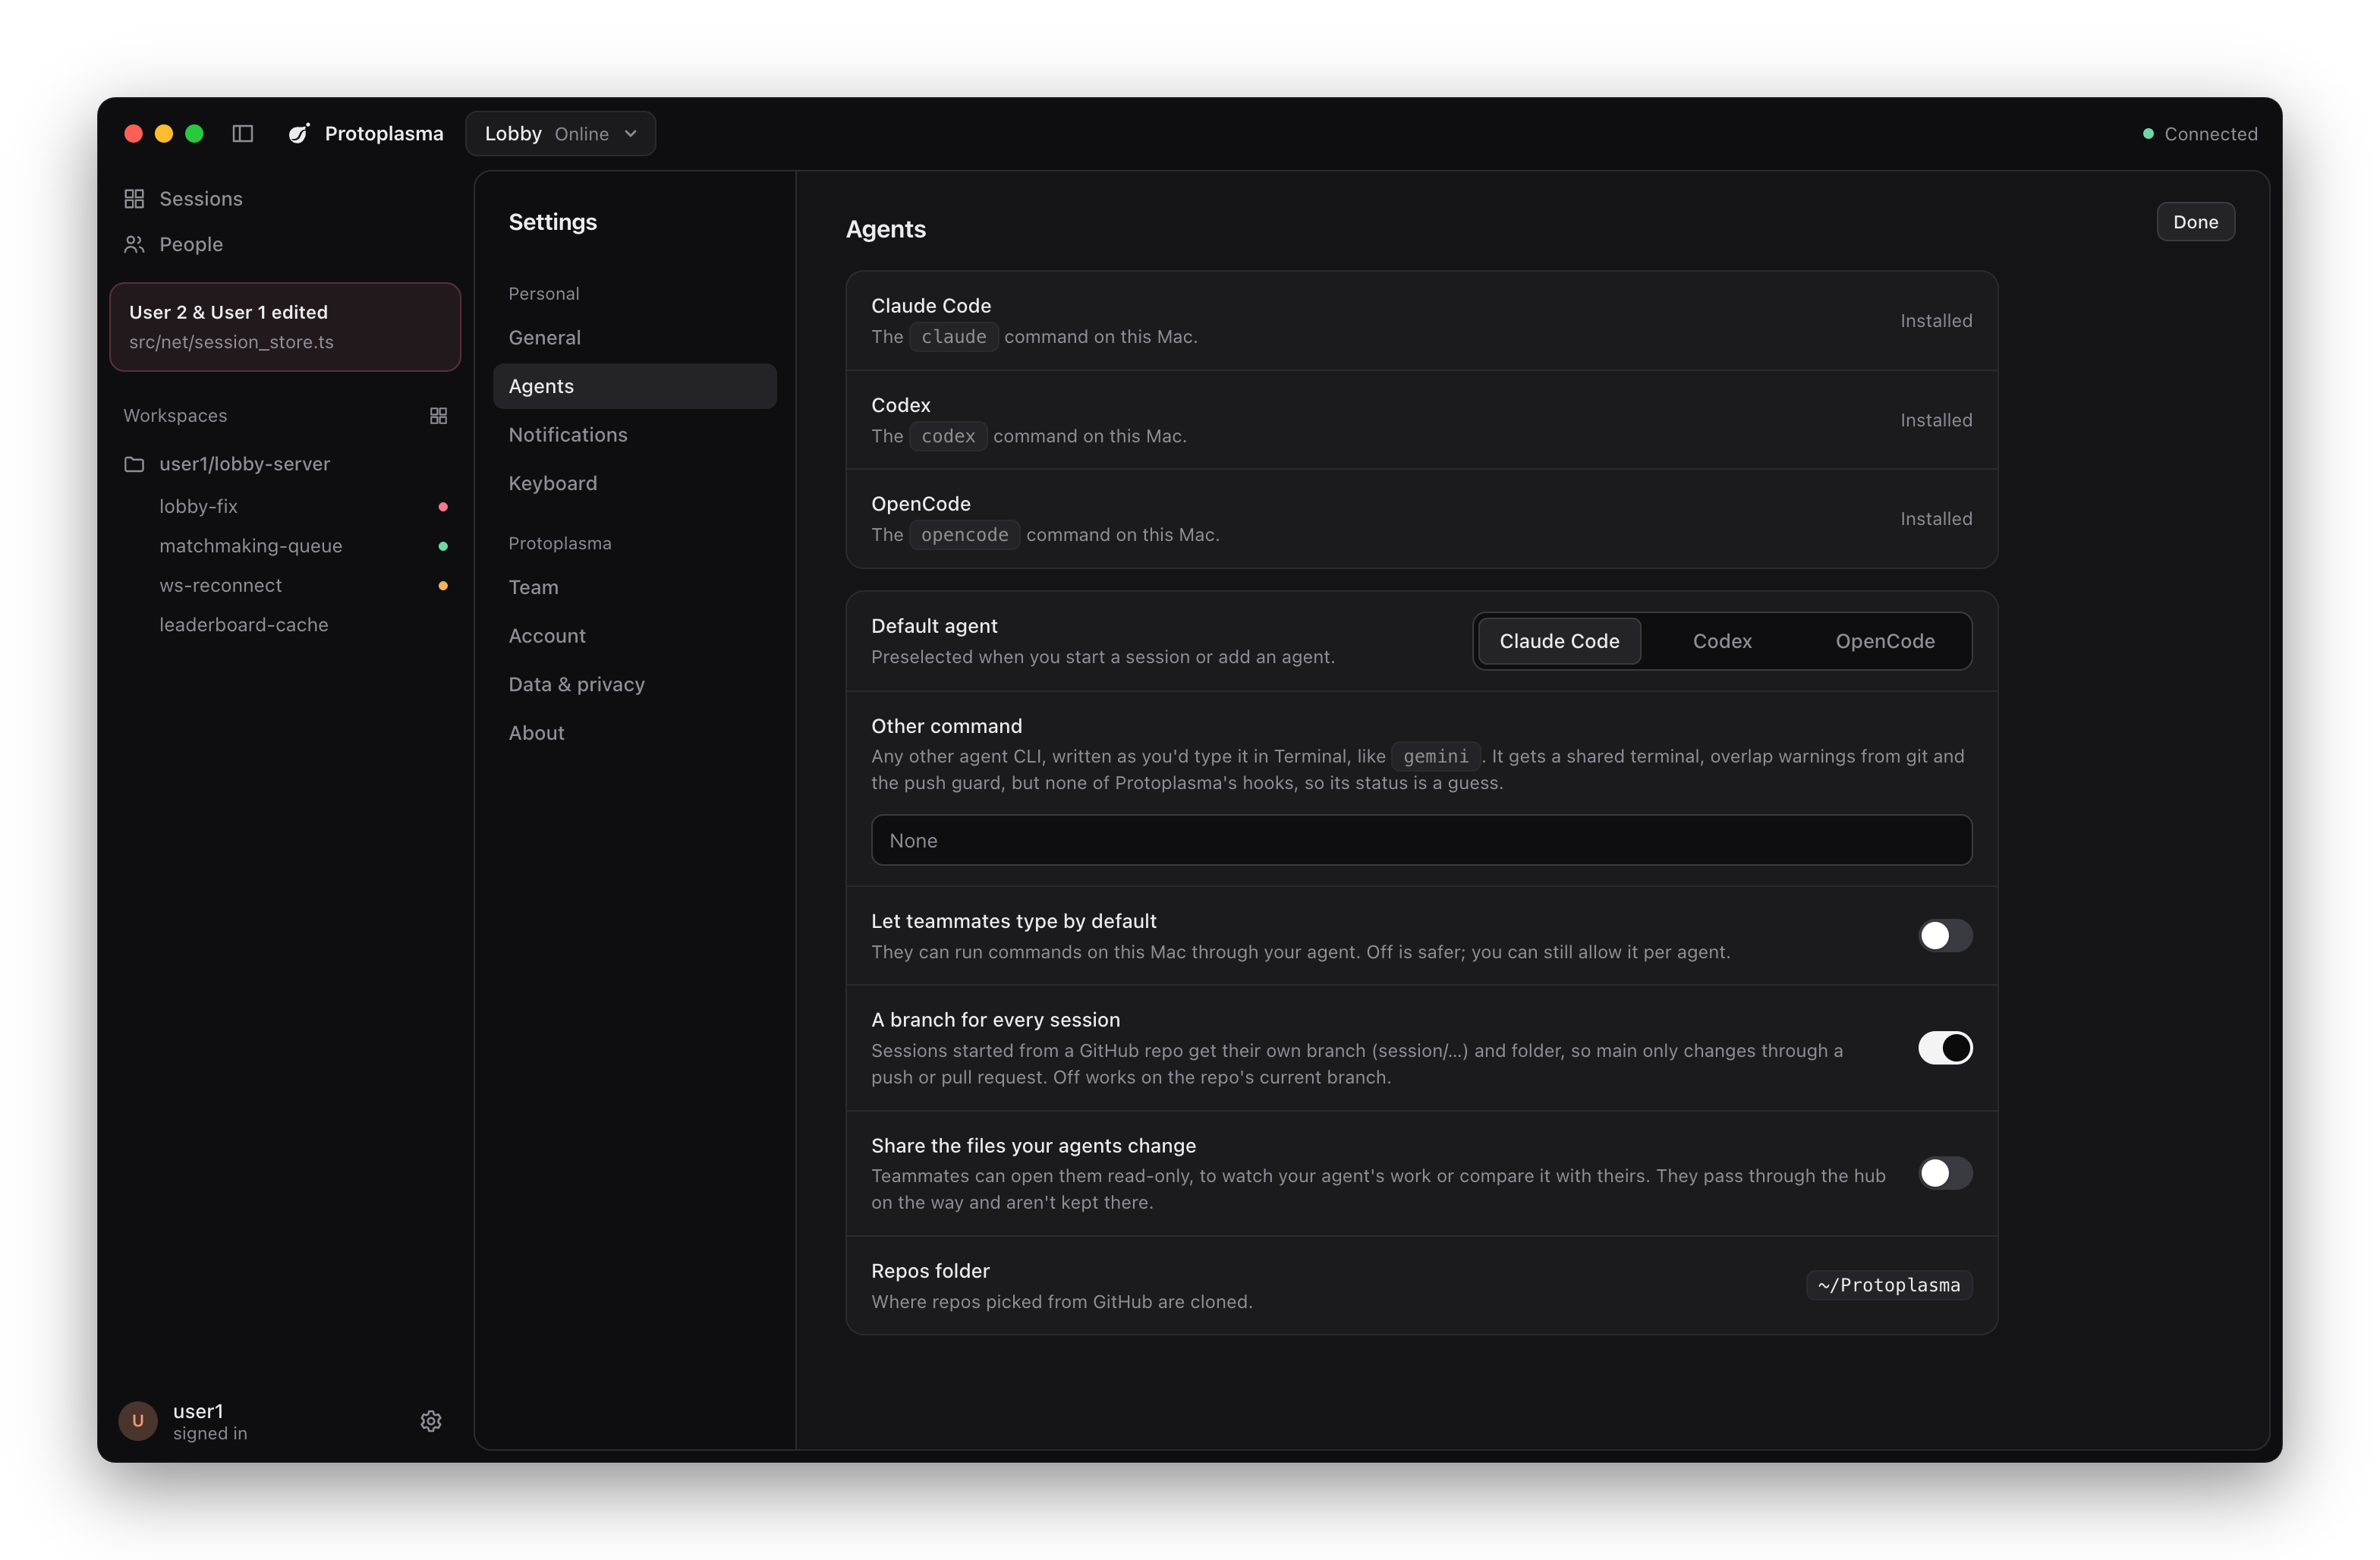 Protoplasma
Lobby Online
Connected
Sessions
People
User 2 & User 1 edited
src/net/session_store.ts
Workspaces
user1/lobby-server
lobby-fix
matchmaking-queue
ws-reconnect
leaderboard-cache
U
user1
signed in
Settings
Personal
General
Agents
Notifications
Keyboard
Protoplasma
Team
Account
Data & privacy
About
Agents
Done
Claude Code
The claude command on this Mac.
Installed
Codex
The codex command on this Mac.
Installed
OpenCode
The opencode command on this Mac.
Installed
Default agent
Preselected when you start a session or add an agent.
Claude Code Codex OpenCode
Other command
Any other agent CLI, written as you'd type it in Terminal, like gemini. It gets a shared terminal, overlap warnings from git and
the push guard, but none of Protoplasma's hooks, so its status is a guess.
None
Let teammates type by default
They can run commands on this Mac through your agent. Off is safer; you can still allow it per agent.
A branch for every session
Sessions started from a GitHub repo get their own branch (session/…) and folder, so main only changes through a
push or pull request. Off works on the repo's current branch.
Share the files your agents change
Teammates can open them read-only, to watch your agent's work or compare it with theirs. They pass through the hub
on the way and aren't kept there.
Repos folder
Where repos picked from GitHub are cloned.
~/Protoplasma